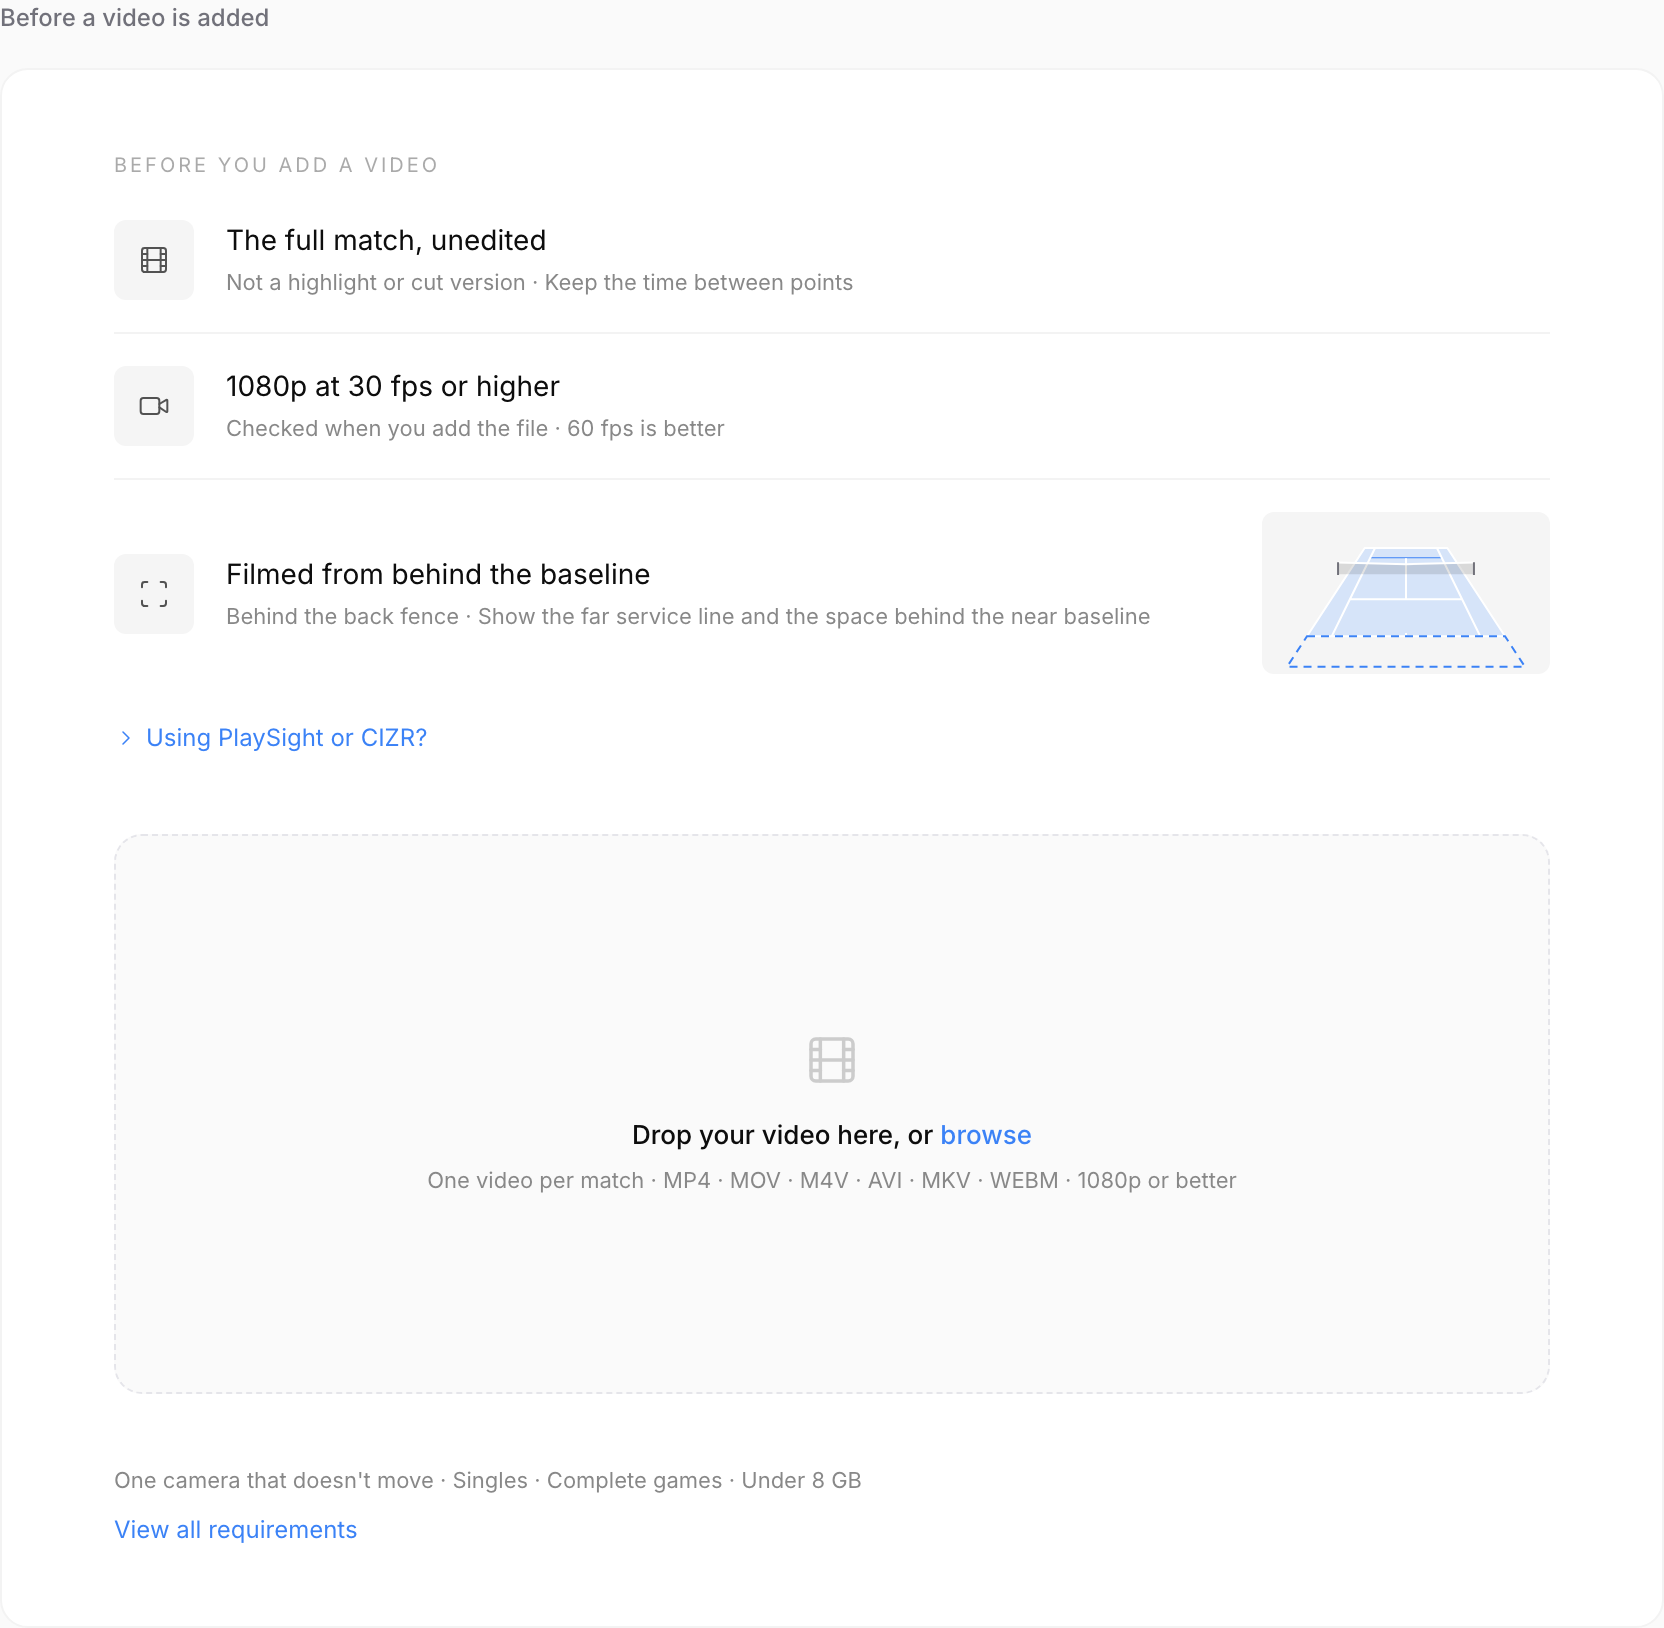 Before a video is added
BEFORE YOU ADD A VIDEO
The full match, unedited
Not a highlight or cut version · Keep the time between points
1080p at 30 fps or higher
Checked when you add the file · 60 fps is better
Filmed from behind the baseline
Behind the back fence · Show the far service line and the space behind the near baseline
Using PlaySight or CIZR?
Drop your video here, or browse
One video per match · MP4 · MOV · M4V · AVI · MKV · WEBM · 1080p or better
One camera that doesn't move · Singles · Complete games · Under 8 GB
View all requirements